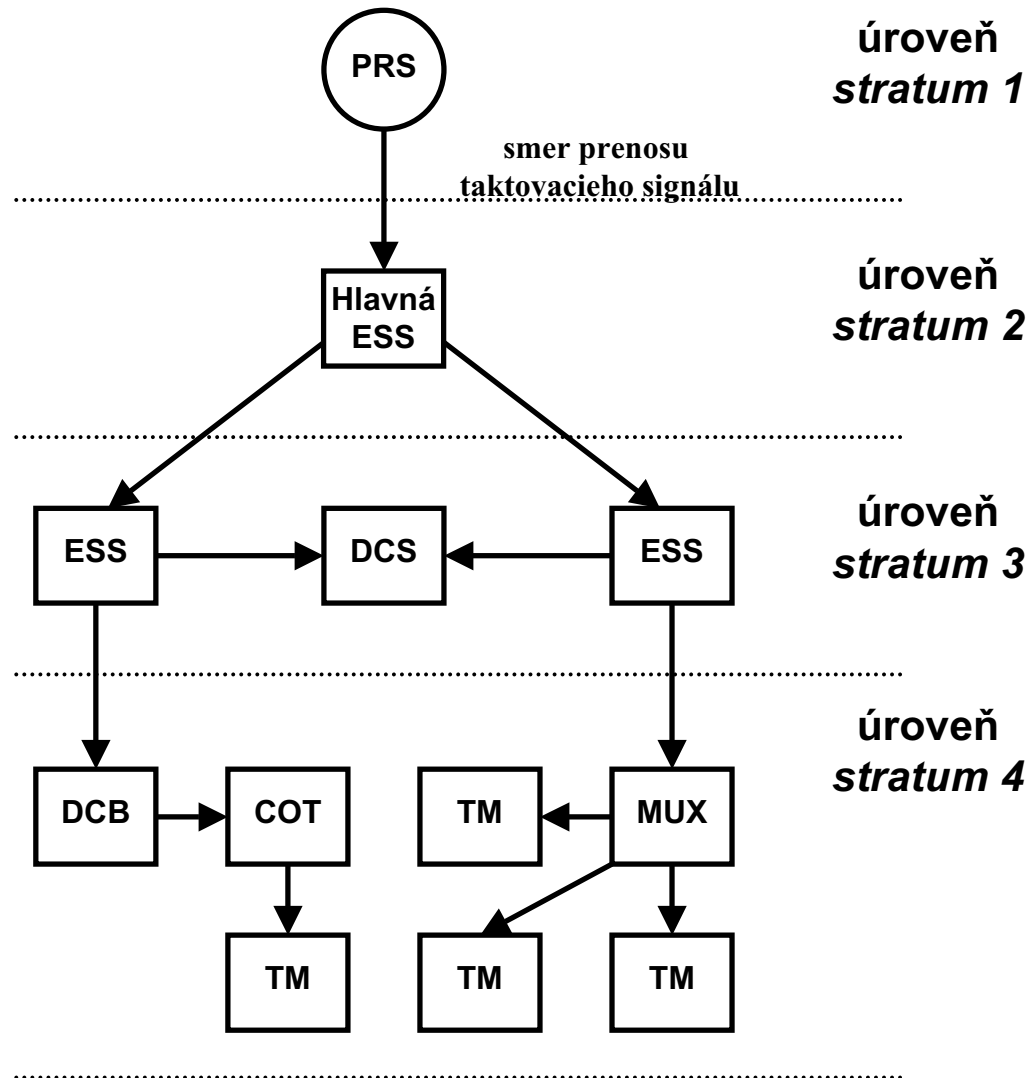 PRS
úroveň
stratum 1
smer prenosu
taktovacieho signálu
Hlavná
ESS
úroveň
stratum 2
ESS
DCS
ESS
úroveň
stratum 3
úroveň
stratum 4
DCB
COT
TM
MUX
TM
TM
TM